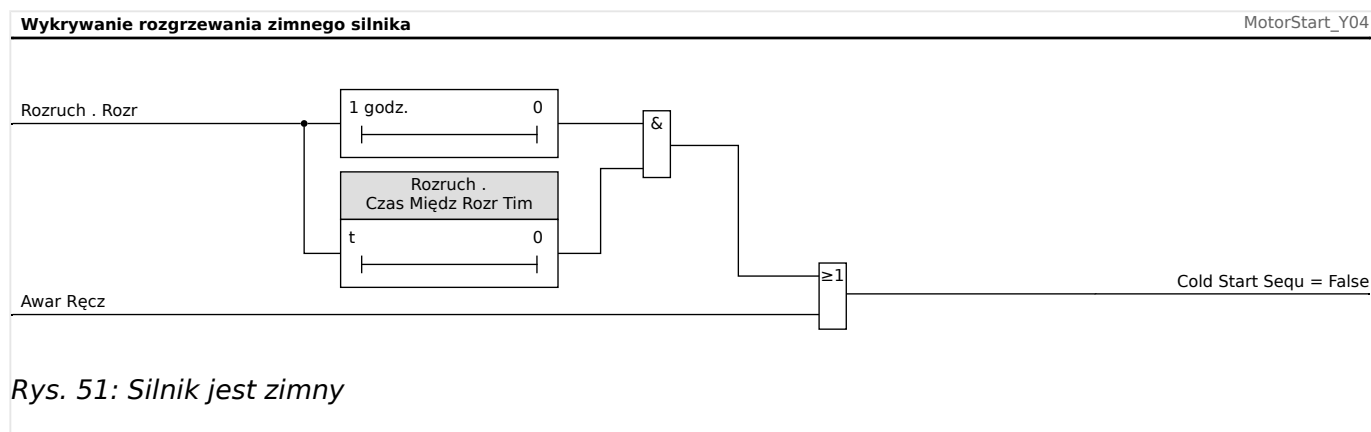 Wykrywanie rozgrzewania zimnego silnika
MotorStart_Y04
Rozruch . Rozr
1 godz. 0
&
Rozruch .
Czas Międz Rozr Tim
t 0
≥1
Cold Start Sequ = False
Awar Ręcz
Rys. 51: Silnik jest zimny